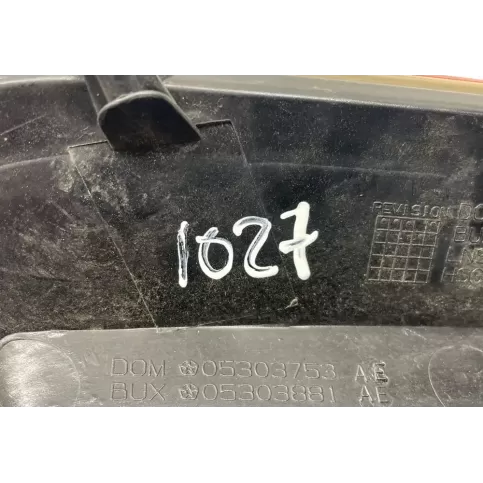 REVISION
1027
DOM 05303753 AE
BUX 05303881 AE